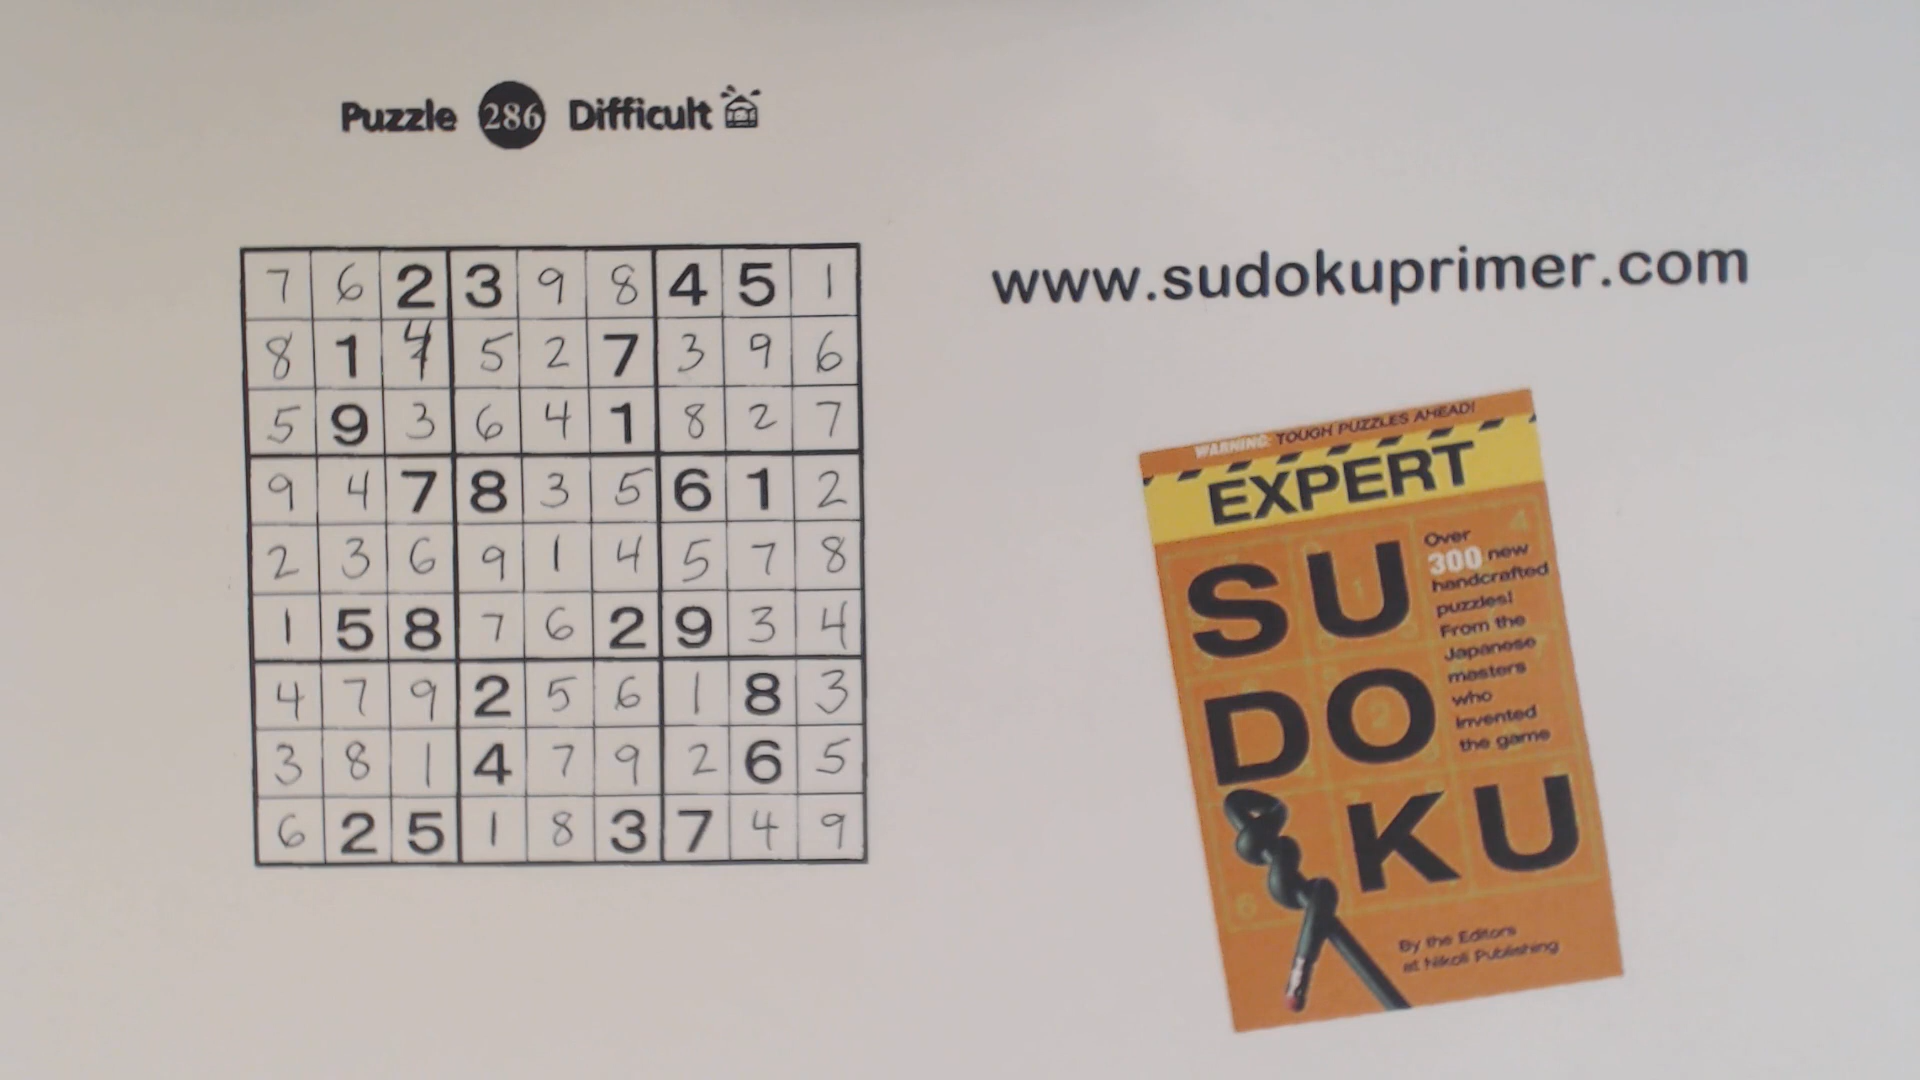 Puzzle 286 Difficult
7 6 2 3 9 8 4 5 1
8 1 4 5 2 7 3 9 6
5 9 3 6 4 1 8 2 7
9 4 7 8 3 5 6 1 2
2 3 6 9 1 4 5 7 8
1 5 8 7 6 2 9 3 4
4 7 9 2 5 6 1 8 3
3 8 1 4 7 9 2 6 5
6 2 5 1 8 3 7 4 9
www.sudokuprimer.com
WARNING: TOUGH PUZZLES AHEAD!
EXPERT
SU
DO
KU
Over
300 new
handcrafted
puzzles!
From the
Japanese
masters
who
invented
the game
By the Editors
at Nikoli Publishing